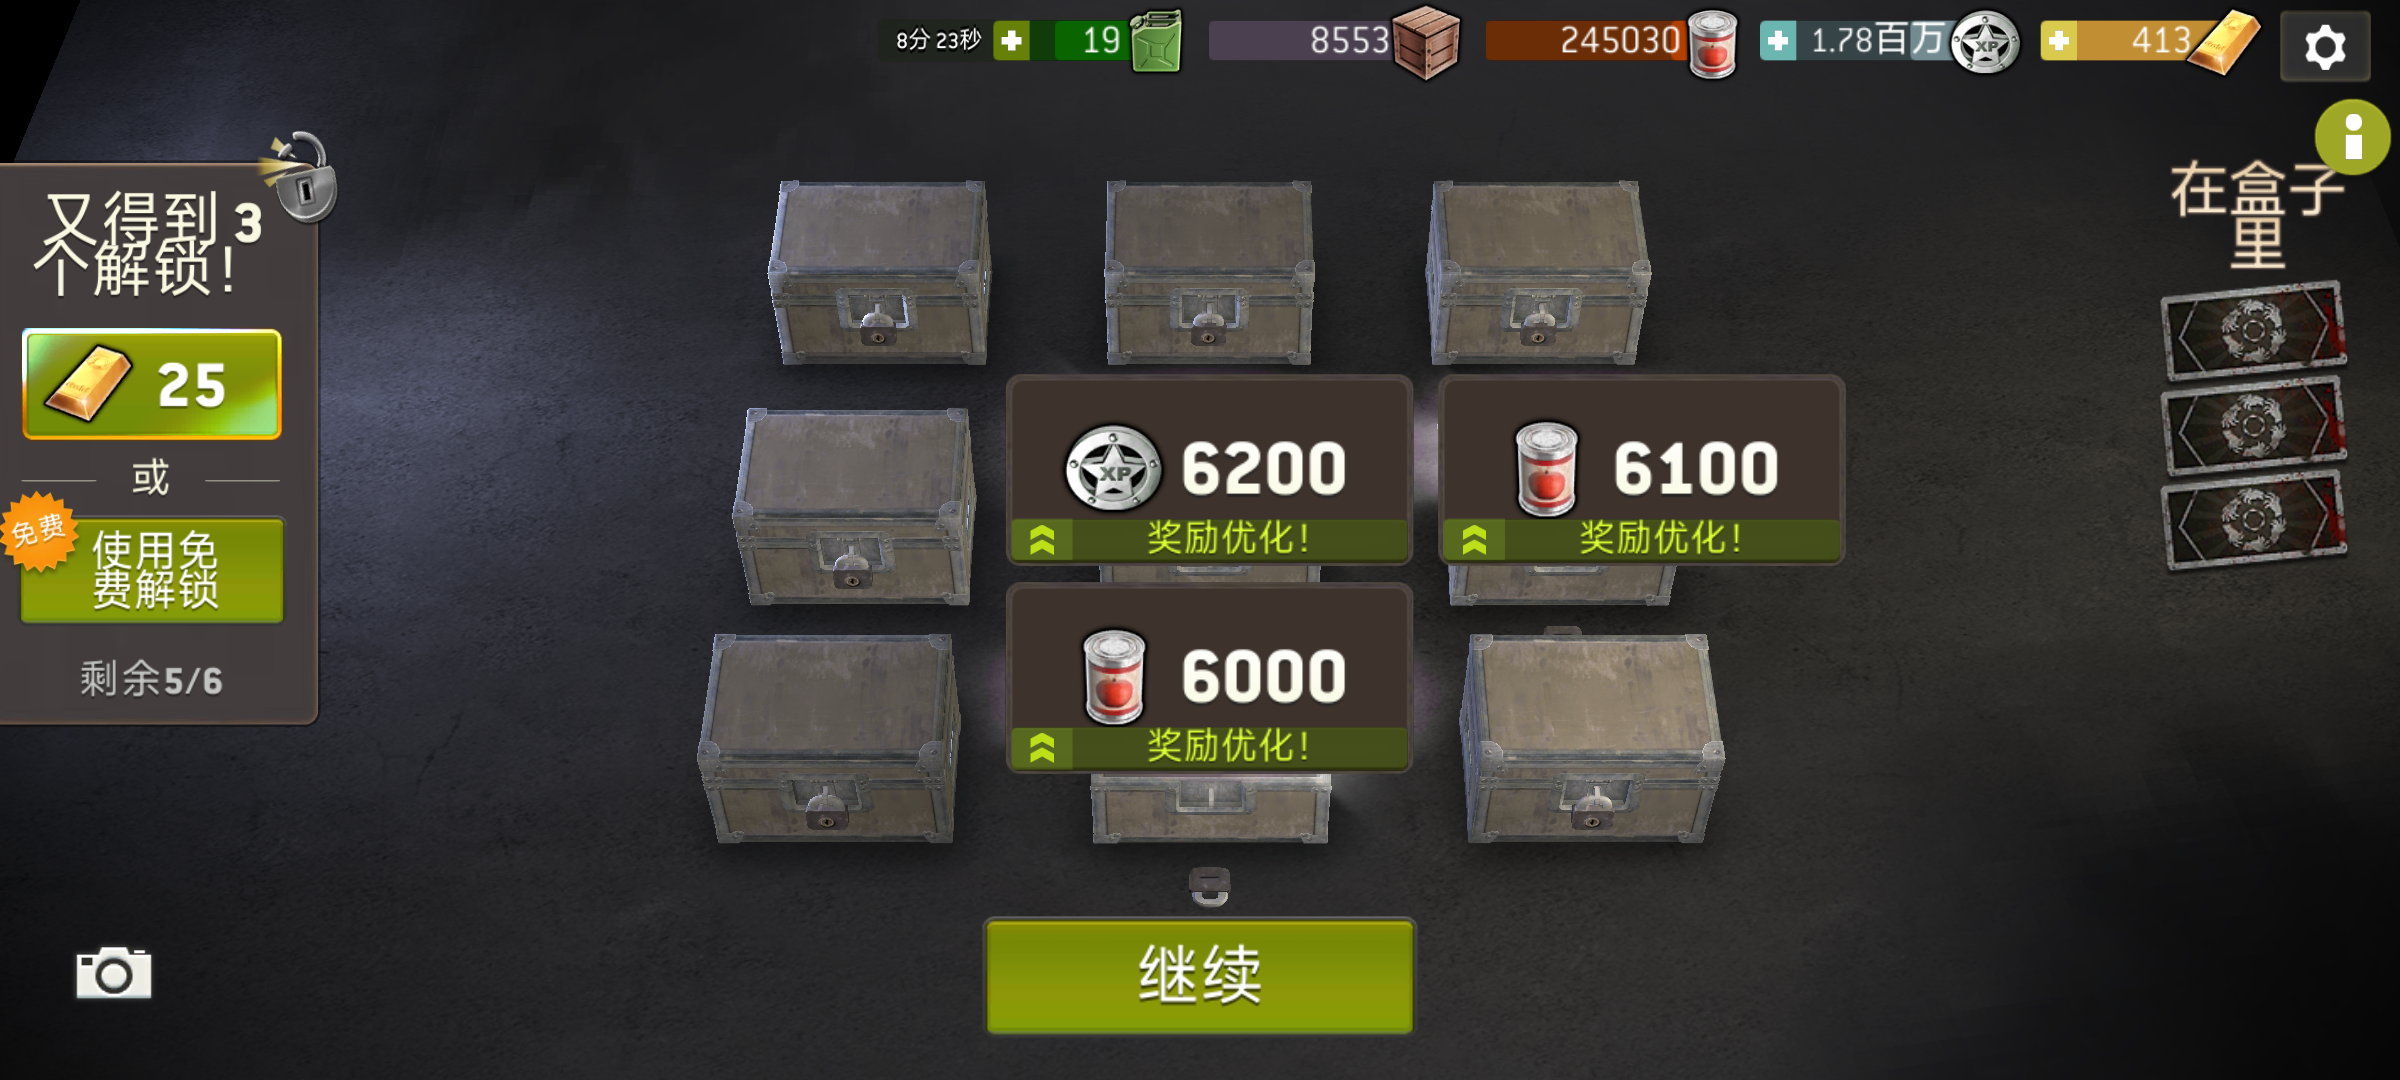 8分 23秒
19
8553
245030
1.78百万
XP
413
又得到 3
个解锁!
25
或
免费
使用免
费解锁
剩余5/6
XP
6200
奖励优化!
6100
奖励优化!
6000
奖励优化!
在盒子
里
继续